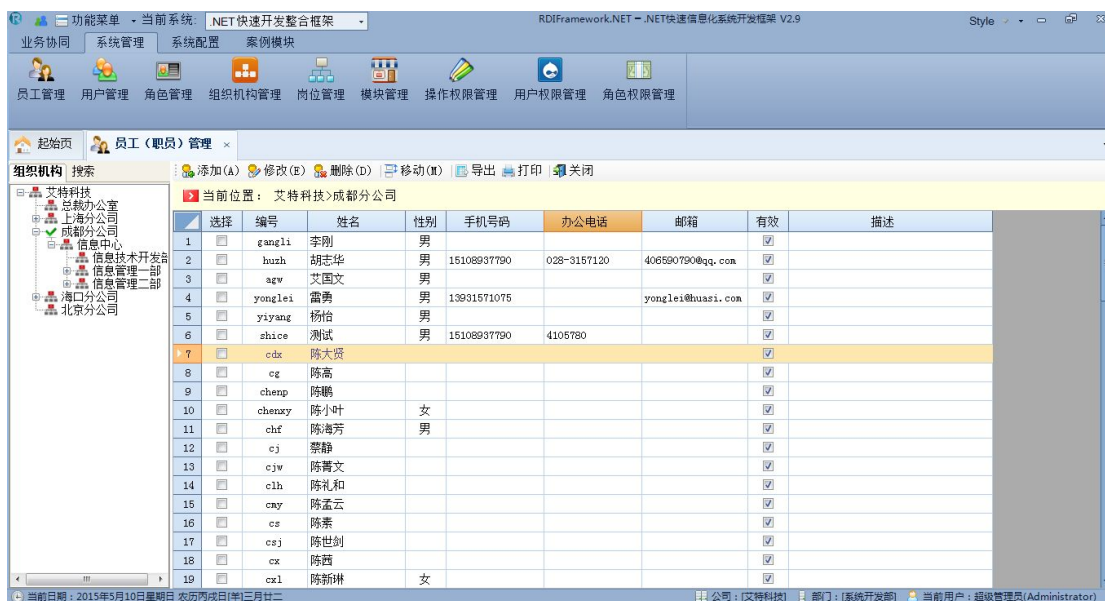 功能菜单 当前系统: .NET快速开发整合框架 RDIFramework.NET - .NET快速信息化系统开发框架 V2.9 Style
业务协同 系统管理 系统配置 案例模块
员工管理 用户管理 角色管理 组织机构管理 岗位管理 模块管理 操作权限管理 用户权限管理 角色权限管理
起始页 员工（职员）管理 ×
组织机构 搜索 添加(A) 修改(E) 删除(D) 移动(M) 导出 打印 关闭
当前位置： 艾特科技>成都分公司
艾特科技
总裁办公室
上海分公司
成都分公司
信息中心
信息技术开发部
信息管理一部
信息管理二部
海口分公司
北京分公司
选择 编号 姓名 性别 手机号码 办公电话 邮箱 有效 描述
1 gangli 李刚 男
2 huzh 胡志华 男 15108937790 028-3157120 406590790@qq.com
3 agw 艾国文 男
4 yonglei 雷勇 男 13931571075 yonglei@huasi.com
5 yiyang 杨怡 男
6 shice 测试 男 15108937790 4105780
7 cdx 陈大贤
8 cg 陈高
9 chenp 陈鹏
10 chenxy 陈小叶 女
11 chf 陈海芳 男
12 cj 蔡静
13 cjw 陈菁文
14 clh 陈礼和
15 cmy 陈孟云
16 cs 陈素
17 csj 陈世剑
18 cx 陈茜
19 cxl 陈新琳 女
当前日期：2015年5月10日星期日 农历丙戌日[羊]三月廿二 公司：[艾特科技] 部门：[系统开发部] 当前用户：超级管理员(Administrator)